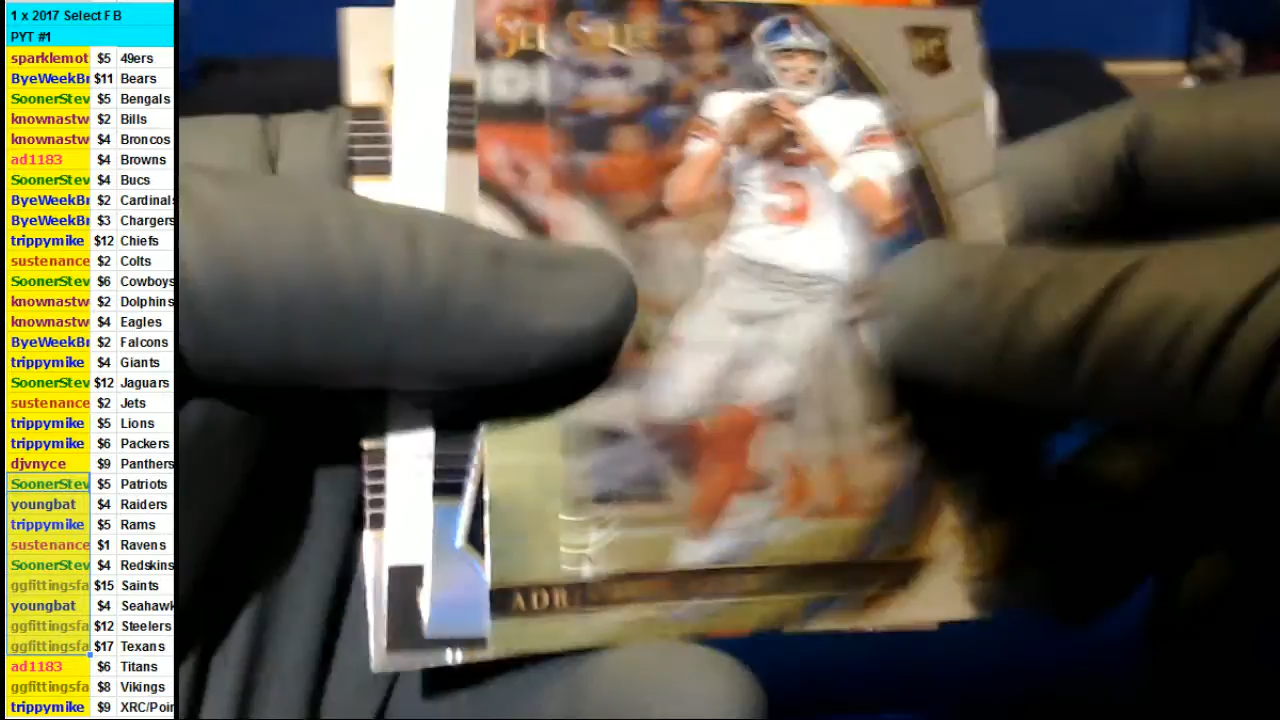 1 x 2017 Select F B
PYT #1
sparklemot $5 49ers
ByeWeekBr $11 Bears
SoonerStev $5 Bengals
knownastw $2 Bills
knownastw $4 Broncos
ad1183 $4 Browns
SoonerStev $4 Bucs
ByeWeekBr $2 Cardinals
ByeWeekBr $3 Chargers
trippymike $12 Chiefs
sustenance $2 Colts
SoonerStev $6 Cowboys
knownastw $2 Dolphins
knownastw $4 Eagles
ByeWeekBr $2 Falcons
trippymike $4 Giants
SoonerStev $12 Jaguars
sustenance $2 Jets
trippymike $5 Lions
trippymike $6 Packers
djvnyce $9 Panthers
SoonerStev $5 Patriots
youngbat $4 Raiders
trippymike $5 Rams
sustenance $1 Ravens
SoonerStev $4 Redskins
ggfittingsfa $15 Saints
youngbat $4 Seahawk
ggfittingsfa $12 Steelers
ggfittingsfa $17 Texans
ad1183 $6 Titans
ggfittingsfa $8 Vikings
trippymike $9 XRC/Poin
RC
3